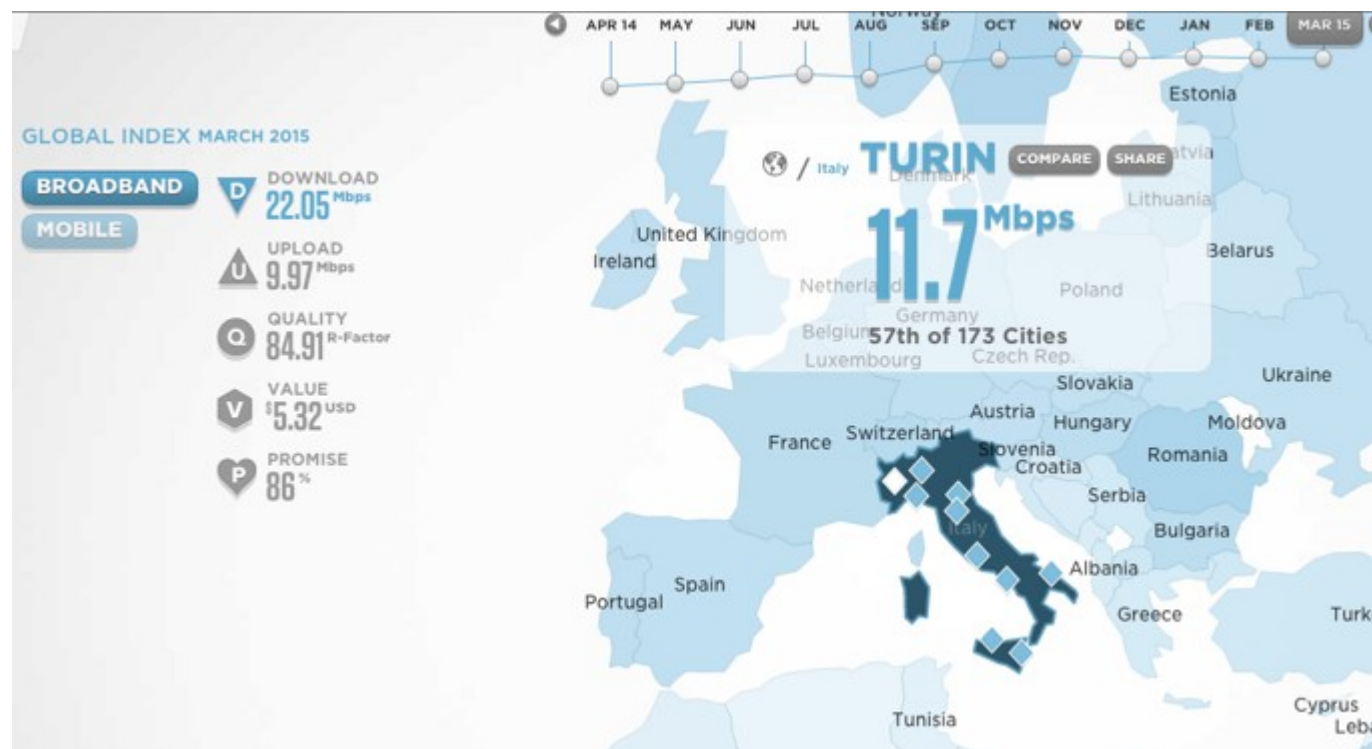 Norway
APR 14 MAY JUN JUL AUG SEP OCT NOV DEC JAN FEB MAR 15
Estonia
GLOBAL INDEX MARCH 2015
/ Italy TURIN COMPARE SHARE
Denmark
BROADBAND
D DOWNLOAD
22.05 Mbps
Lithuania
MOBILE
11.7 Mbps
United Kingdom
U UPLOAD
9.97 Mbps
Ireland
Belarus
Poland
Germany
Q QUALITY
84.91 R-Factor
57th of 173 Cities
Luxembourg
Czech Rep.
Slovakia
Ukraine
V VALUE
$5.32 USD
Austria
Hungary
Moldova
France
Switzerland
Slovenia
Croatia
Romania
P PROMISE
86%
Serbia
Italy
Bulgaria
Albania
Spain
Portugal
Greece
Turk
Cyprus
Leba
Tunisia